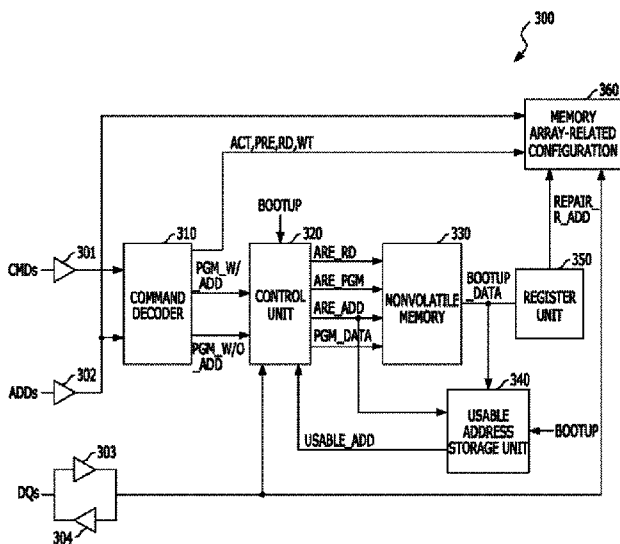 300
360
MEMORY
ARRAY-RELATED
CONFIGURATION
ACT,PRE,RD,WT
BOOTUP
REPAIR_
R_ADD
310
320
330
350
301
CMDs
COMMAND
DECODER
PGM_W/
_ADD
PGM_W/O
_ADD
CONTROL
UNIT
ARE_RD
ARE_PGM
ARE_ADD
PGM_DATA
NONVOLATILE
MEMORY
BOOTUP
_DATA
REGISTER
UNIT
302
ADDs
340
USABLE
ADDRESS
STORAGE UNIT
BOOTUP
USABLE_ADD
303
DQs
304